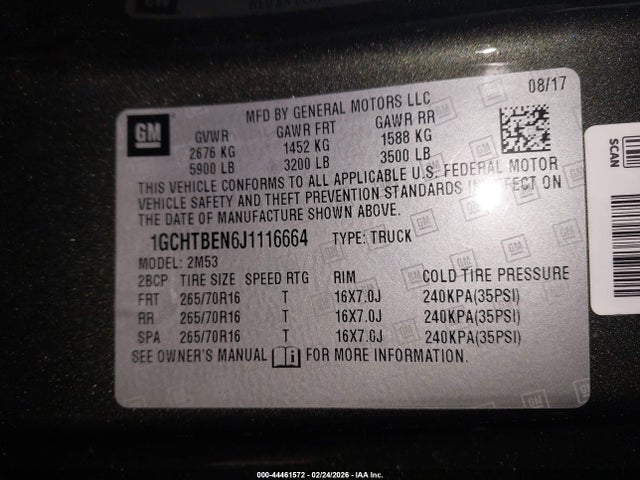 08/17
MFD BY GENERAL MOTORS LLC
GM
GVWR GAWR FRT GAWR RR
2676 KG 1452 KG 1588 KG
5900 LB 3200 LB 3500 LB
THIS VEHICLE CONFORMS TO ALL APPLICABLE U.S. FEDERAL MOTOR
VEHICLE SAFETY AND THEFT PREVENTION STANDARDS IN EFFECT ON
DATE OF MANUFACTURE SHOWN ABOVE.
1GCHTBEN6J1116664 TYPE: TRUCK
MODEL: 2M53
2BCP TIRE SIZE SPEED RTG RIM COLD TIRE PRESSURE
FRT 265/70R16 T 16X7.0J 240KPA(35PSI)
RR 265/70R16 T 16X7.0J 240KPA(35PSI)
SPA 265/70R16 T 16X7.0J 240KPA(35PSI)
SEE OWNER'S MANUAL FOR MORE INFORMATION.
SCAN
000-44461572 - 02/24/2026 - IAA Inc.